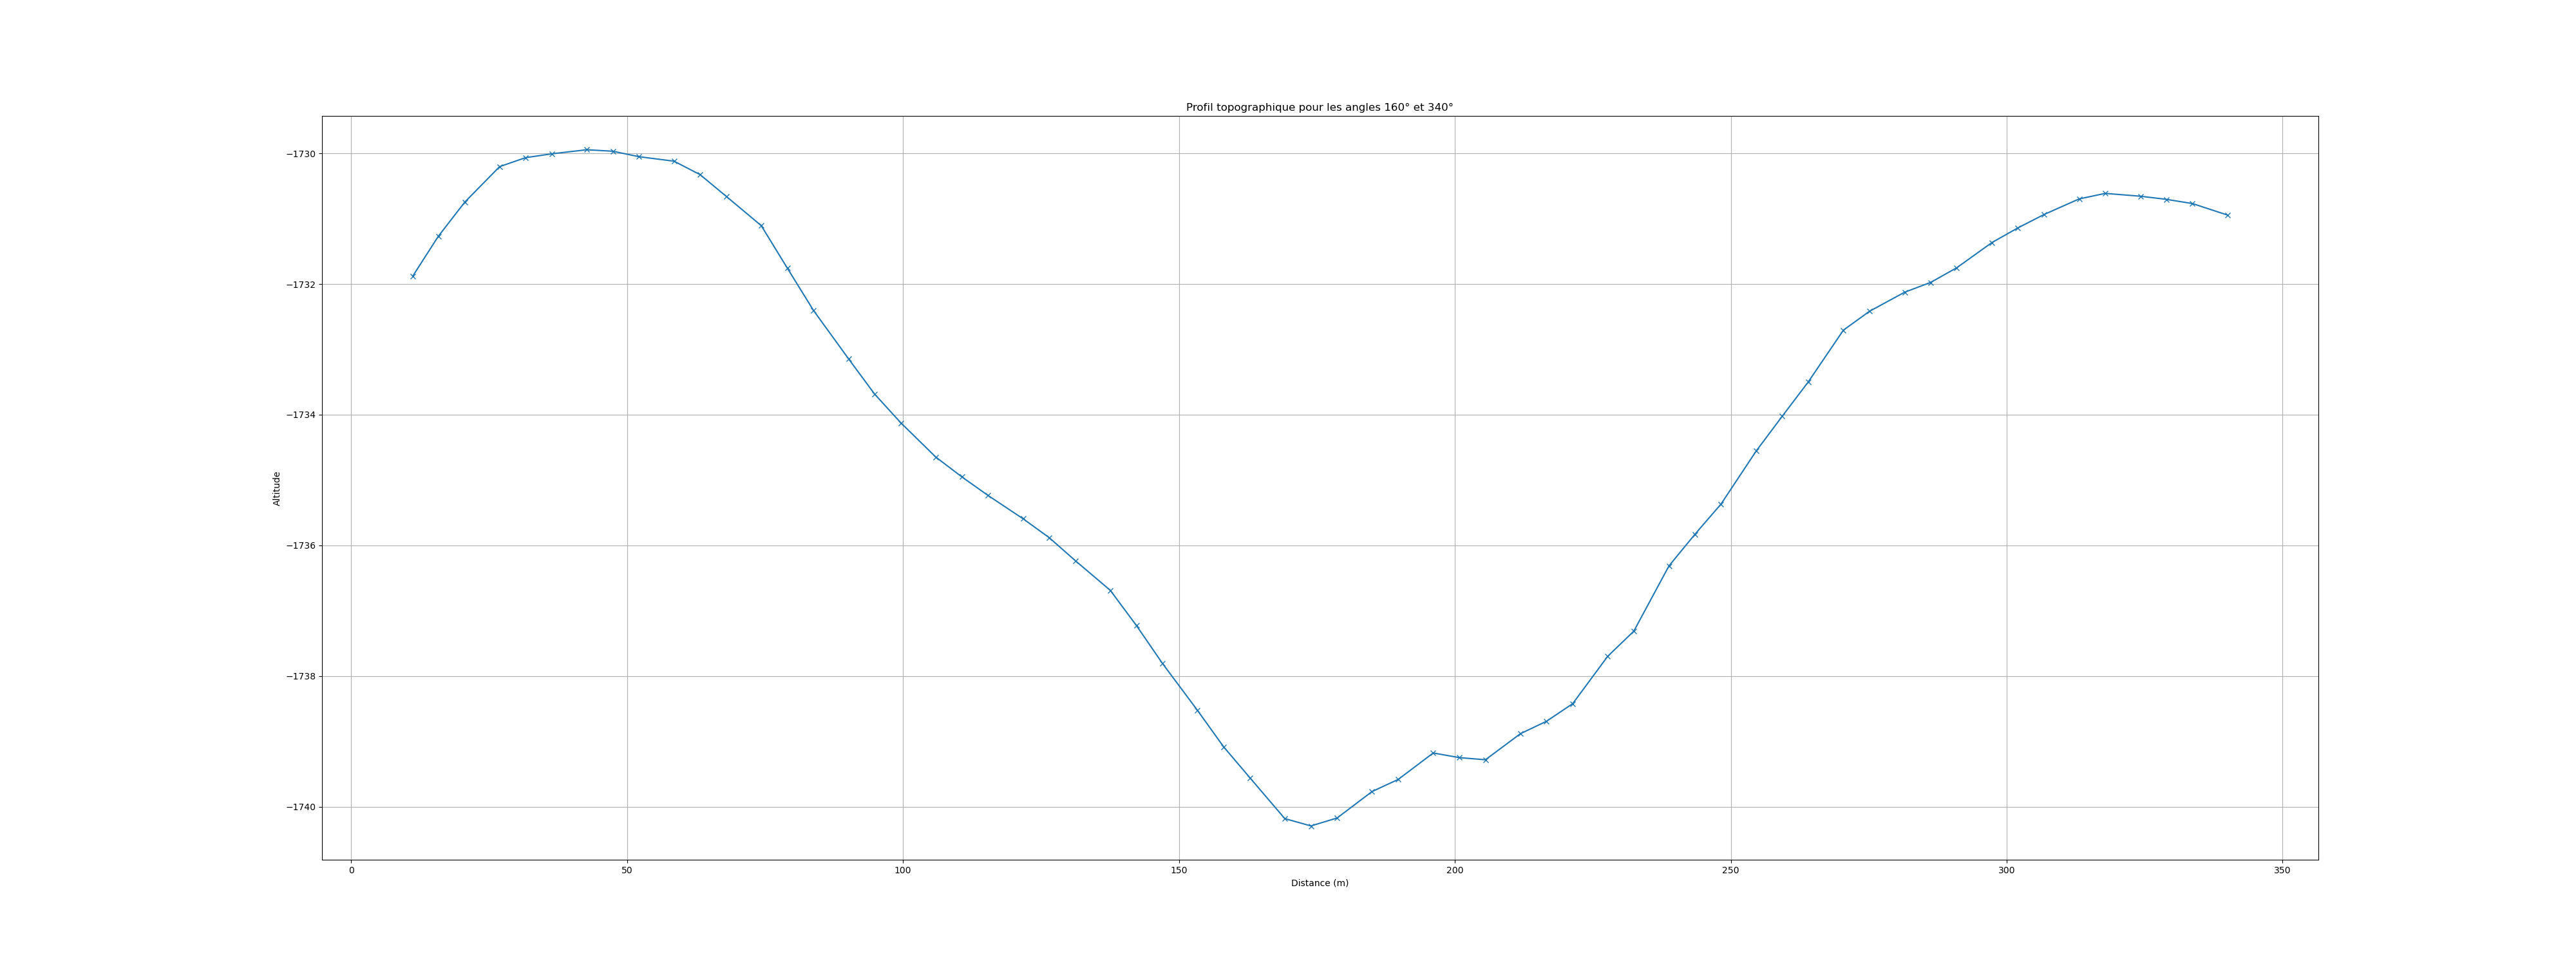 Profil topographique pour les angles 160° et 340°
−1730
−1732
−1734
−1736
−1738
−1740
Altitude
0 50 100 150 200 250 300 350
Distance (m)